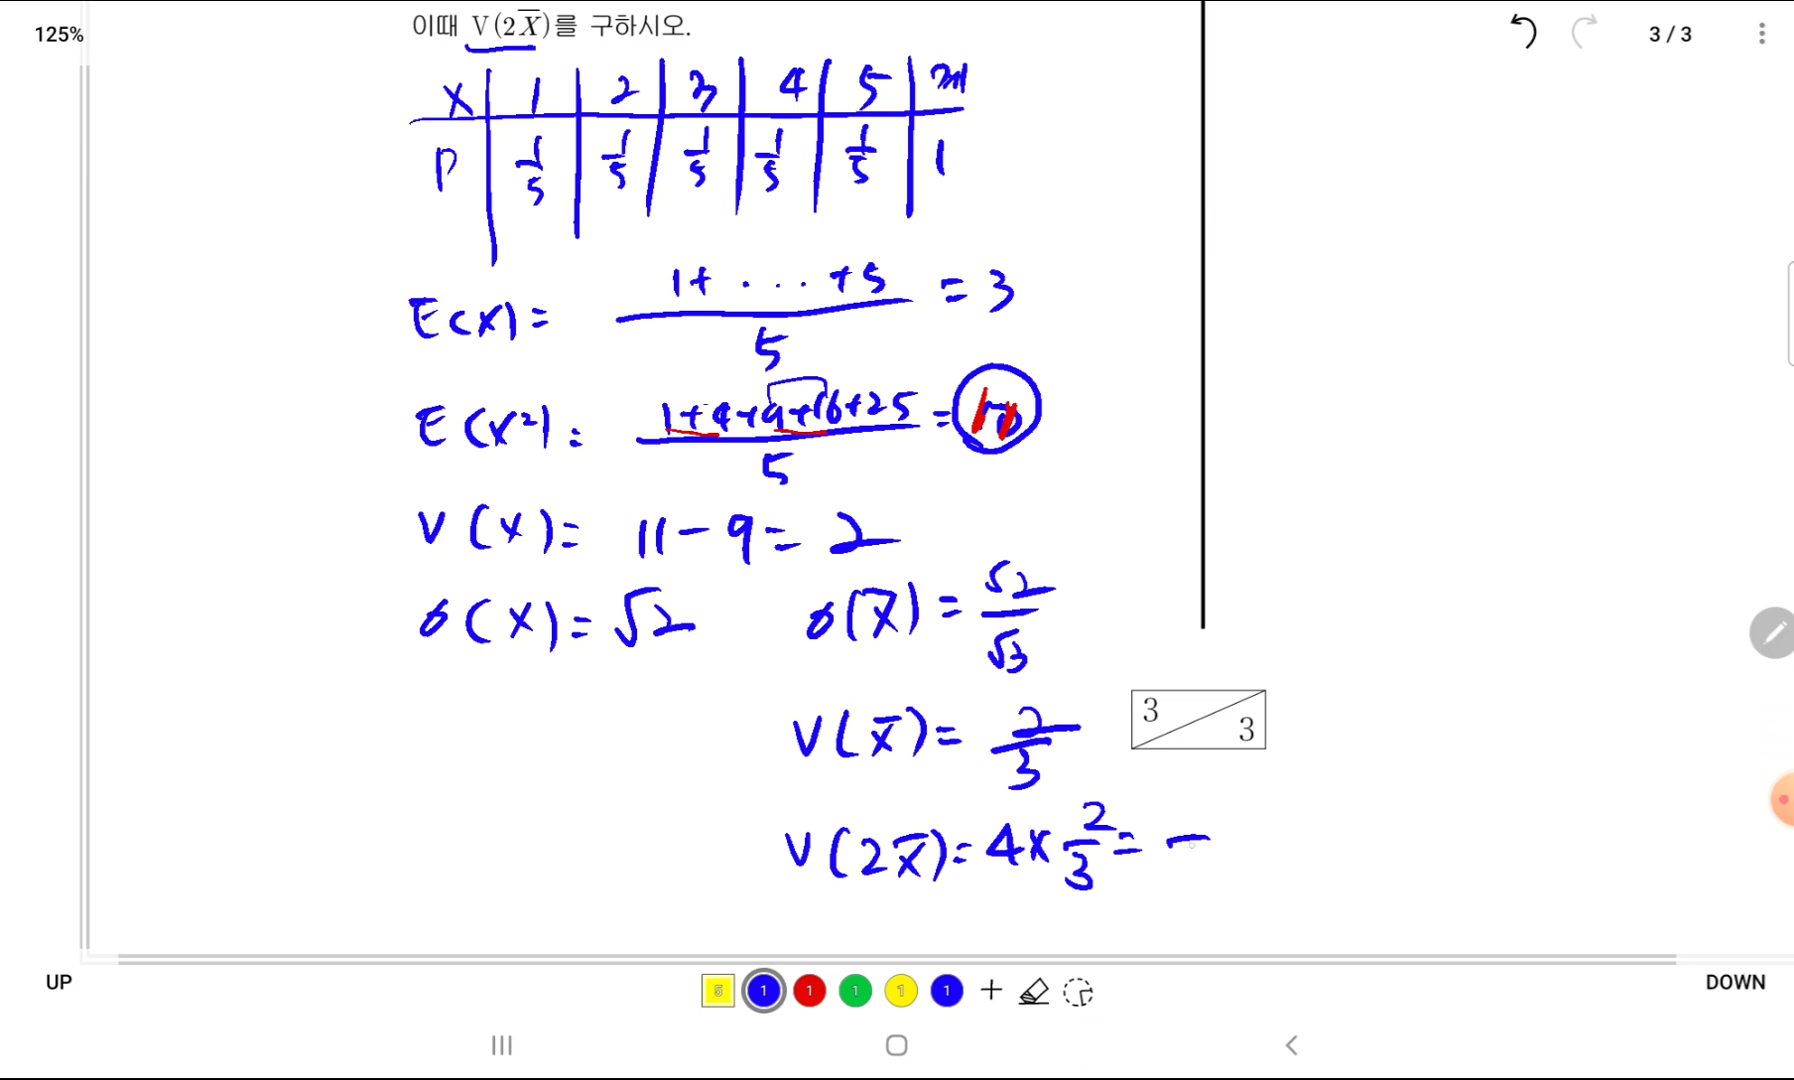 125%
이때 V(2X̅)를 구하시오.
3 / 3
X 1 2 3 4 5 계
P 1/5 1/5 1/5 1/5 1/5 1
E(X) = (1 + ... + 5)/5 = 3
E(X²) = (1+4+9+16+25)/5 =
V(X) = 11 - 9 = 2
σ(X) = √2 σ(X̅) = √2/√3
V(X̅) = 2/3
3 3
V(2X̅) = 4 × 2/3 =
UP
DOWN
5 1 1 1 1 1